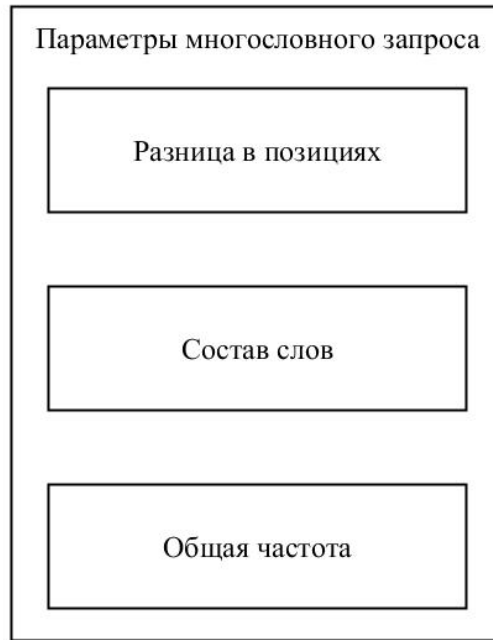 Параметры многословного запроса
Разница в позициях
Состав слов
Общая частота